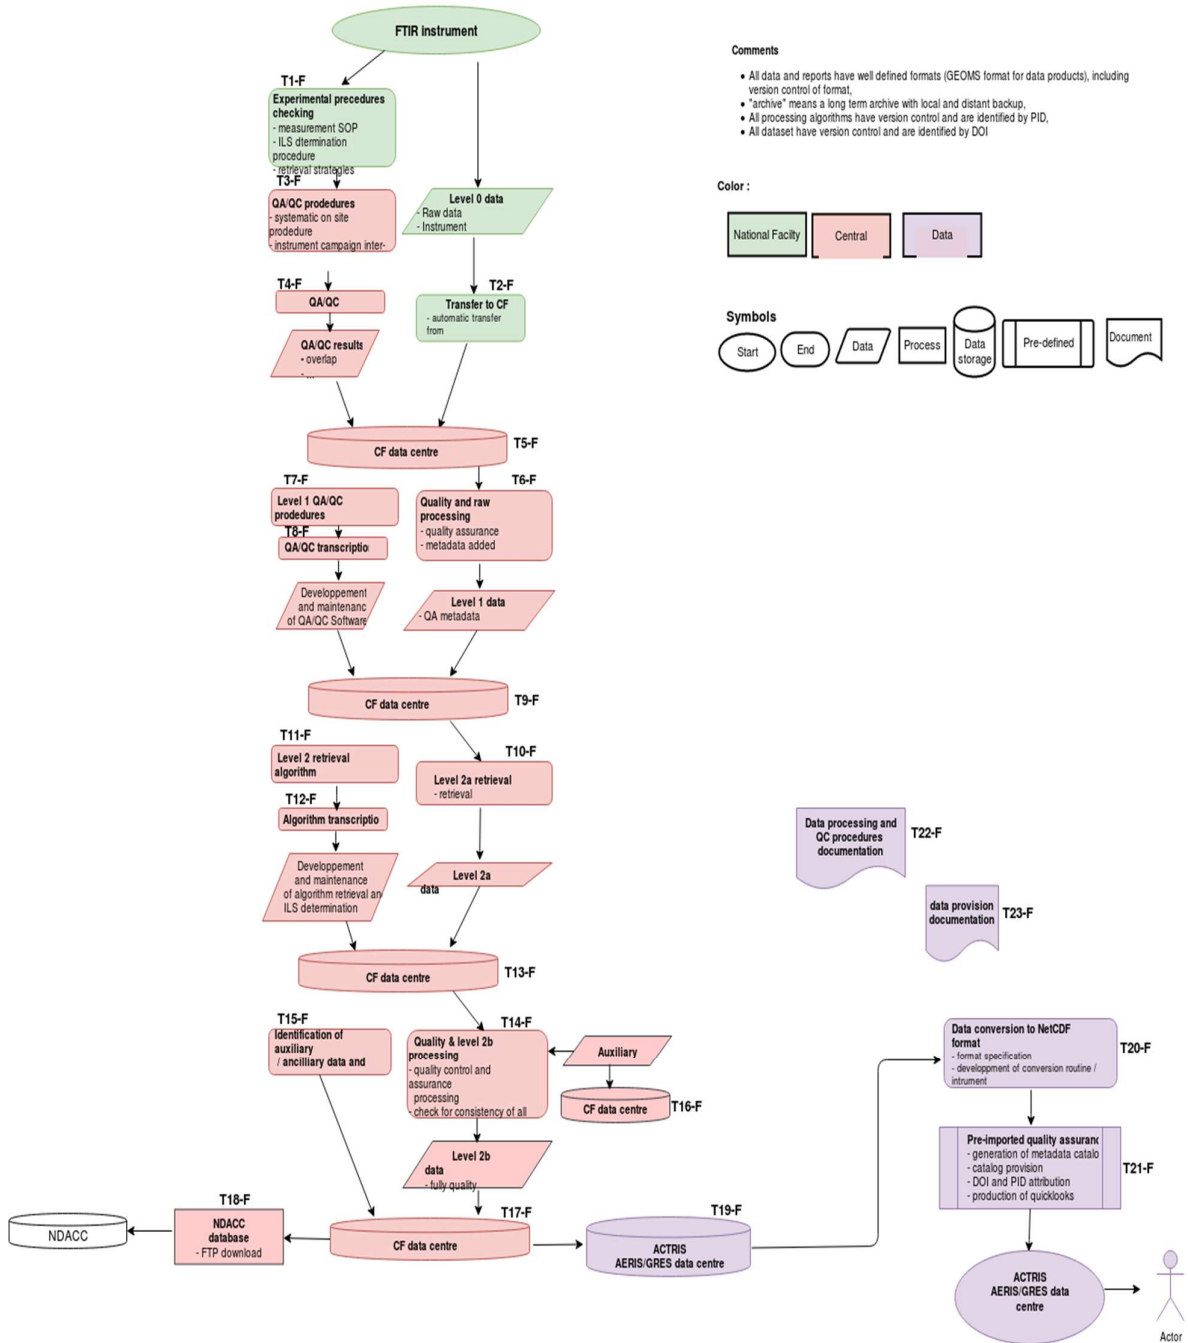 FTIR instrument
T1-F
Experimental precedures
checking
- measurement SOP
- ILS dtermination
procedure
- retrieval strategies
T3-F
QA/QC prodedures
- systematic on site
prodedure
- instrument campaign inter-
Level 0 data
- Raw data
- Instrument
T4-F
QA/QC
QA/QC results
- overlap
- ...
T2-F
Transfer to CF
- automatic transfer
from
CF data centre
T5-F
T7-F
Level 1 QA/QC
prodedures
T8-F
QA/QC transcriptio
Developpement
and maintenanc
of QA/QC Software
T6-F
Quality and raw
processing
- quality assurance
- metadata added
Level 1 data
- QA metadata
CF data centre
T9-F
T11-F
Level 2 retrieval
algorithm
T12-F
Algorithm transcriptio
Developpement
and maintenance
of algorithm retrieval an
ILS determination
T10-F
Level 2a retrieval
- retrieval
Level 2a
data
CF data centre
T13-F
T15-F
Identification of
auxiliary
/ ancilliary data and
T14-F
Quality & level 2b
processing
- quality control and
assurance
processing
- check for consistency of all
Auxiliary
CF data centre
T16-F
Level 2b
data
- fully quality
T17-F
CF data centre
T18-F
NDACC
database
- FTP download
NDACC
T19-F
ACTRIS
AERIS/GRES data centre
Comments
• All data and reports have well defined formats (GEOMS format for data products), including
version control of format,
• "archive" means a long term archive with local and distant backup,
• All processing algorithms have version control and are identified by PID,
• All dataset have version control and are identified by DOI
Color :
National Facilty
Central
Data
Symbols
Start
End
Data
Process
Data
storage
Pre-defined
Document
Data processing and
QC procedures
documentation
T22-F
data provision
documentation
T23-F
Data conversion to NetCDF
format
- format specification
- developpment of conversion routine /
intrument
T20-F
Pre-imported quality assuranc
- generation of metadata catalo
- catalog provision
- DOI and PID attribution
- production of quicklooks
T21-F
ACTRIS
AERIS/GRES data
centre
Actor